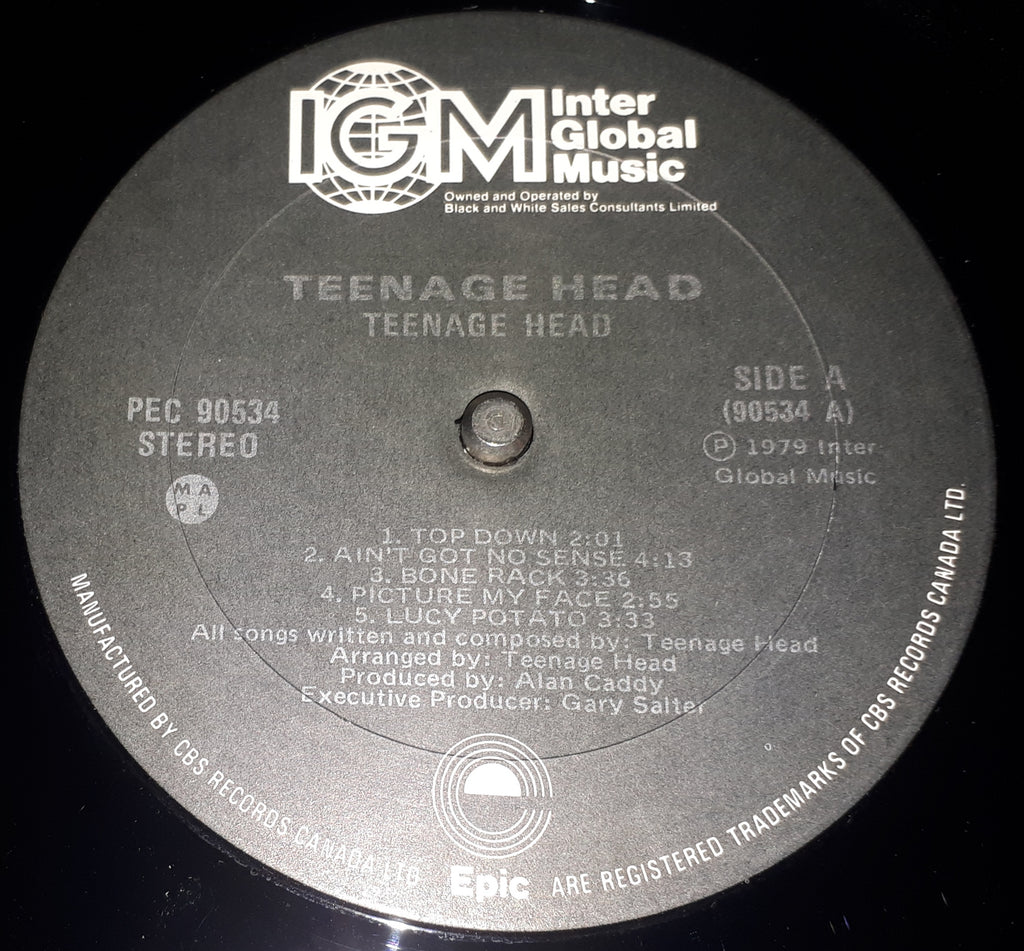 IGM Inter
Global
Music
Owned and Operated by
Black and White Sales Consultants Limited
TEENAGE HEAD
TEENAGE HEAD
PEC 90534
STEREO
MA
PL
SIDE A
(90534 A)
Ⓟ 1979 Inter-
Global Music
1. TOP DOWN 2:01
2. AIN'T GOT NO SENSE 4:13
3. BONE RACK 3:36
4. PICTURE MY FACE 2:55
5. LUCY POTATO 3:33
All songs written and composed by: Teenage Head
Arranged by: Teenage Head
Produced by: Alan Caddy
Executive Producer: Gary Salter
MANUFACTURED BY CBS RECORDS CANADA LTD
Epic
ARE REGISTERED TRADEMARKS OF CBS RECORDS CANADA LTD.